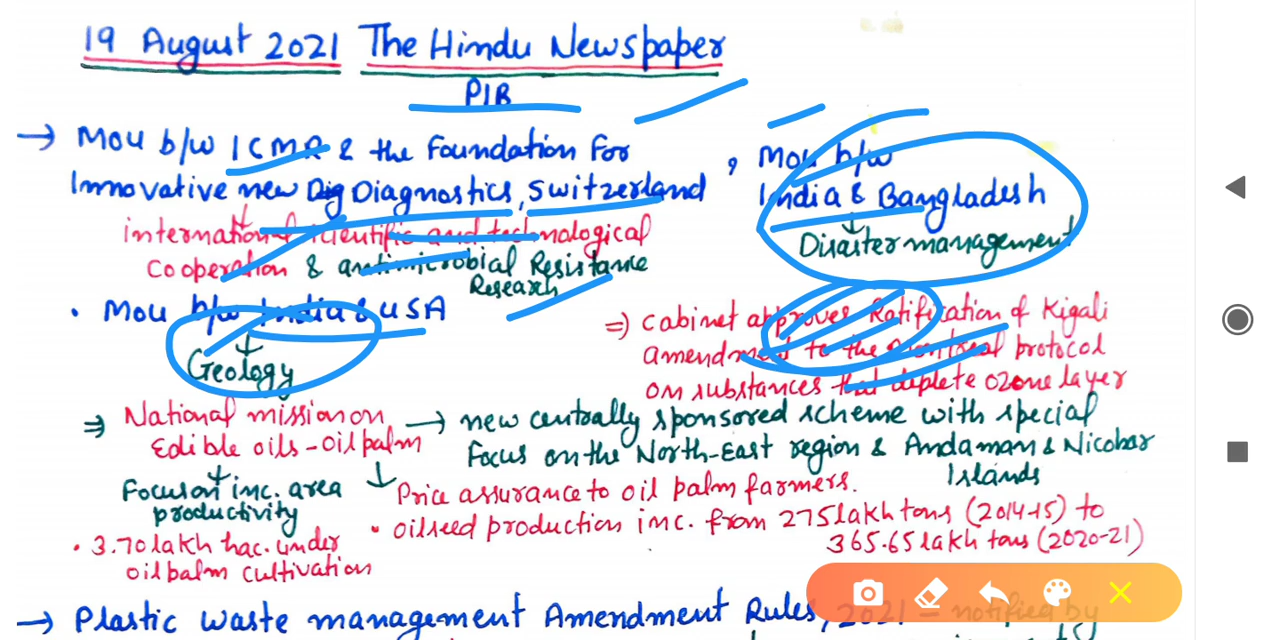 19 August 2021 The Hindu Newspaper
PIB
→ Mou b/w ICMR & the Foundation For
Innovative new Diagnostics, Switzerland
international scientific and technological
Cooperation & antimicrobial Resistance
Research
, Mou b/w
India & Bangladesh
Disaster management
• Mou b/w India & USA
Geology
⇒ Cabinet approves Ratification of Kigali
amendment to the montreal protocol
on substances that deplete ozone layer
⇒ National mission on
Edible oils - oil palm
→ new centrally sponsored scheme with special
Focus on the North-East region & Andaman & Nicobar
Islands
Focus on inc. area
productivity
Price assurance to oil palm farmers.
• oilseed production inc. from 275 lakh tons (2014-15) to
365.65 lakh tons (2020-21)
• 3.70 lakh hac. under
oil palm cultivation
→ Plastic waste management Amendment Rules, 2021 - notified by